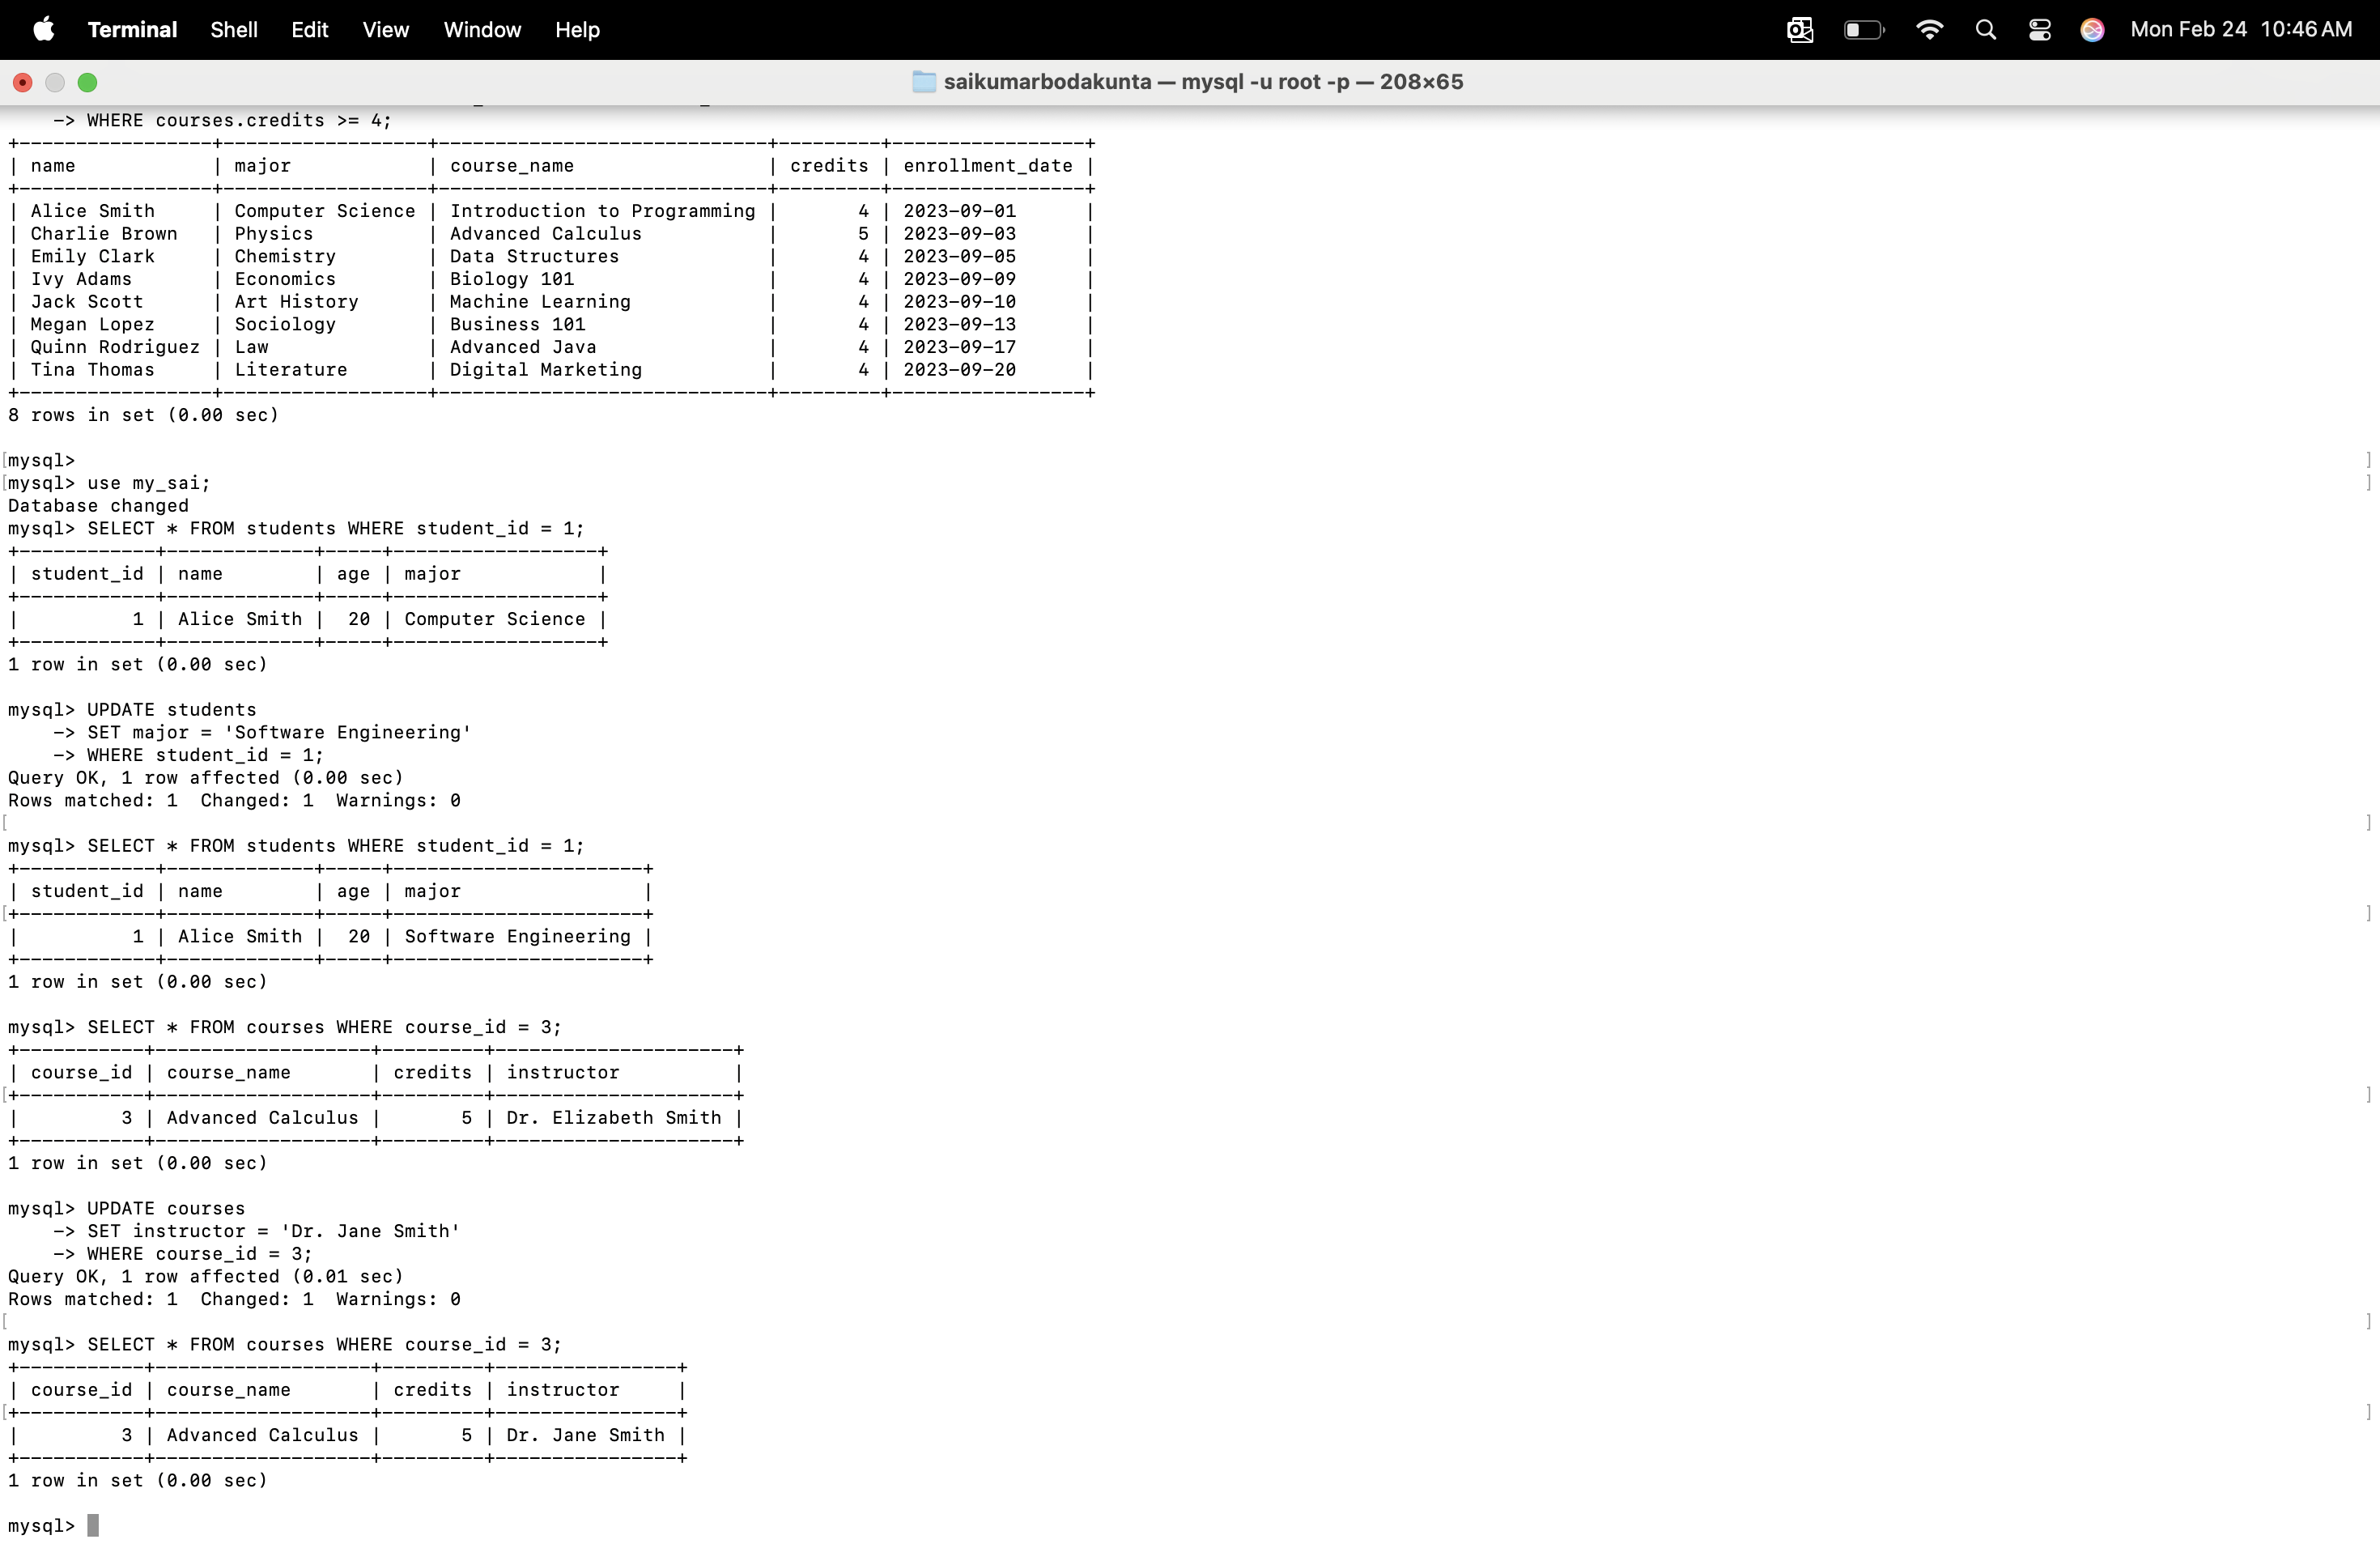 Terminal Shell Edit View Window Help Mon Feb 24 10:46 AM
saikumarbodakunta — mysql -u root -p — 208×65
    -> WHERE courses.credits >= 4;
+-----------------+------------------+------------------------------+---------+-----------------+
| name            | major            | course_name                  | credits | enrollment_date |
+-----------------+------------------+------------------------------+---------+-----------------+
| Alice Smith     | Computer Science | Introduction to Programming |       4 | 2023-09-01      |
| Charlie Brown   | Physics          | Advanced Calculus            |       5 | 2023-09-03      |
| Emily Clark     | Chemistry        | Data Structures              |       4 | 2023-09-05      |
| Ivy Adams       | Economics        | Biology 101                  |       4 | 2023-09-09      |
| Jack Scott      | Art History      | Machine Learning             |       4 | 2023-09-10      |
| Megan Lopez     | Sociology        | Business 101                 |       4 | 2023-09-13      |
| Quinn Rodriguez | Law              | Advanced Java                |       4 | 2023-09-17      |
| Tina Thomas     | Literature       | Digital Marketing            |       4 | 2023-09-20      |
+-----------------+------------------+------------------------------+---------+-----------------+
8 rows in set (0.00 sec)

[mysql> ]
[mysql> use my_sai; ]
Database changed
mysql> SELECT * FROM students WHERE student_id = 1;
+------------+-------------+-----+------------------+
| student_id | name        | age | major            |
+------------+-------------+-----+------------------+
|          1 | Alice Smith |  20 | Computer Science |
+------------+-------------+-----+------------------+
1 row in set (0.00 sec)

mysql> UPDATE students
    -> SET major = 'Software Engineering'
    -> WHERE student_id = 1;
Query OK, 1 row affected (0.00 sec)
Rows matched: 1  Changed: 1  Warnings: 0
[ ]
mysql> SELECT * FROM students WHERE student_id = 1;
+------------+-------------+-----+----------------------+
| student_id | name        | age | major                |
[+------------+-------------+-----+----------------------+ ]
|          1 | Alice Smith |  20 | Software Engineering |
+------------+-------------+-----+----------------------+
1 row in set (0.00 sec)

mysql> SELECT * FROM courses WHERE course_id = 3;
+-----------+-------------------+---------+---------------------+
| course_id | course_name       | credits | instructor          |
[+-----------+-------------------+---------+---------------------+ ]
|         3 | Advanced Calculus |       5 | Dr. Elizabeth Smith |
+-----------+-------------------+---------+---------------------+
1 row in set (0.00 sec)

mysql> UPDATE courses
    -> SET instructor = 'Dr. Jane Smith'
    -> WHERE course_id = 3;
Query OK, 1 row affected (0.01 sec)
Rows matched: 1  Changed: 1  Warnings: 0
[ ]
mysql> SELECT * FROM courses WHERE course_id = 3;
+-----------+-------------------+---------+----------------+
| course_id | course_name       | credits | instructor     |
[+-----------+-------------------+---------+----------------+ ]
|         3 | Advanced Calculus |       5 | Dr. Jane Smith |
+-----------+-------------------+---------+----------------+
1 row in set (0.00 sec)

mysql>